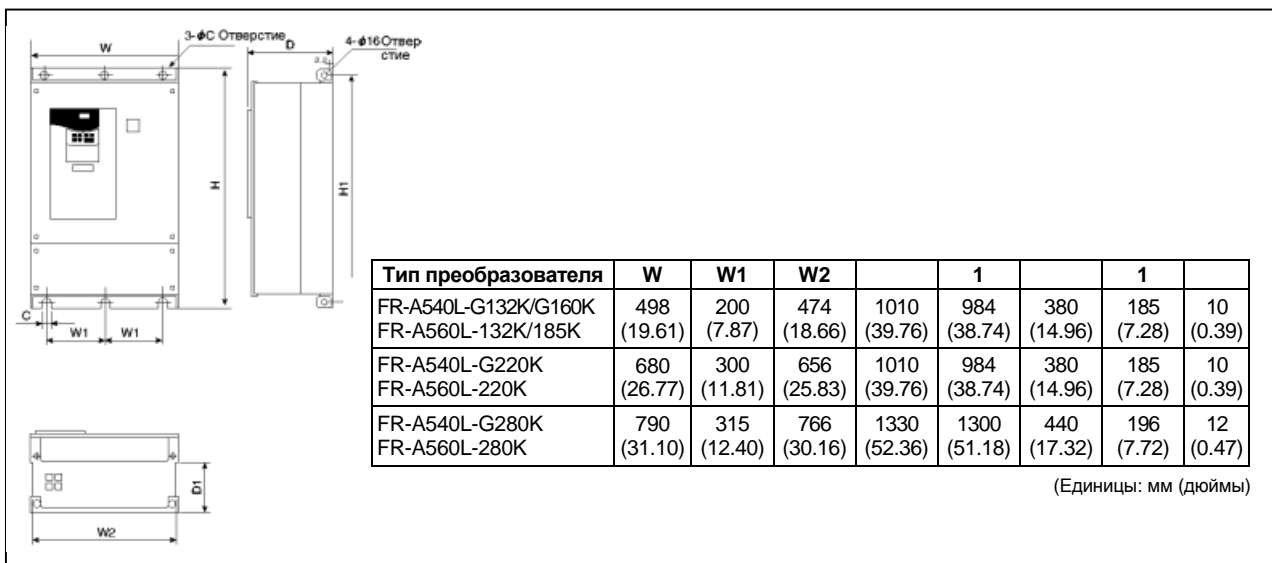 3-ϕC Отверстие
W
D
4-ϕ16Отвер
стие
H
H1
C
W1 W1
D1
W2
Тип преобразователя W W1 W2 1 1
FR-A540L-G132K/G160K 498 200 474 1010 984 380 185 10
FR-A560L-132K/185K (19.61) (7.87) (18.66) (39.76) (38.74) (14.96) (7.28) (0.39)
FR-A540L-G220K 680 300 656 1010 984 380 185 10
FR-A560L-220K (26.77) (11.81) (25.83) (39.76) (38.74) (14.96) (7.28) (0.39)
FR-A540L-G280K 790 315 766 1330 1300 440 196 12
FR-A560L-280K (31.10) (12.40) (30.16) (52.36) (51.18) (17.32) (7.72) (0.47)
(Единицы: мм (дюймы)